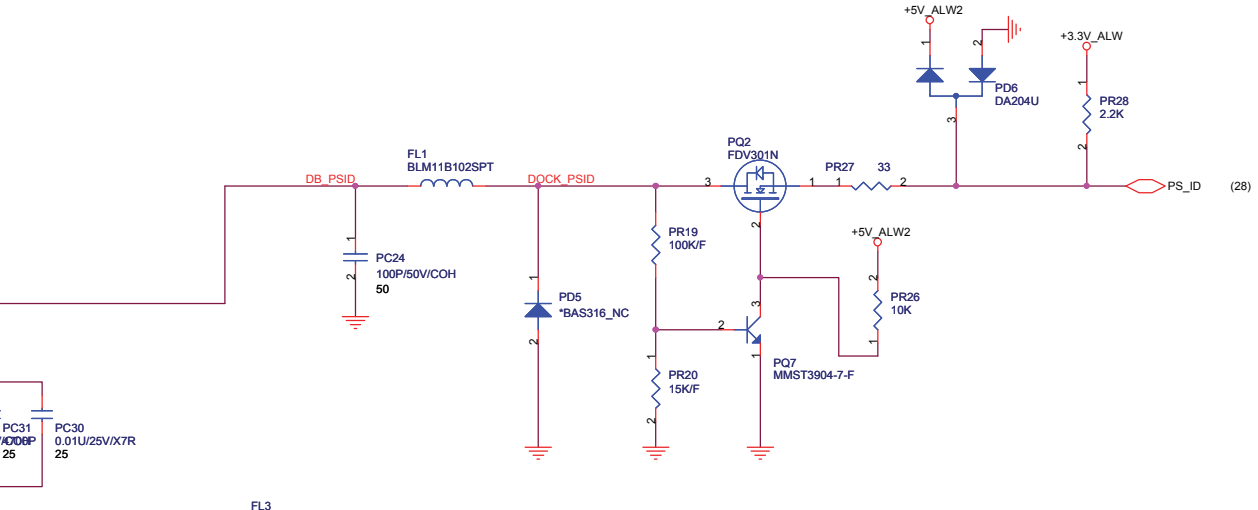 +5V_ALW2
1
2
+3.3V_ALW
PD6
DA204U
3
1
PR28
2.2K
2
FL1
BLM11B102SPT
PQ2
FDV301N
PR27 33
DB_PSID
DOCK_PSID
3
1
1
2
PS_ID (28)
2
+5V_ALW2
1
PC24
100P/50V/COH
50
2
PR19
100K/F
1
PD5
*BAS316_NC
2
2
PR26
10K
1
3
2
1
PQ7
MMST3904-7-F
1
PR20
15K/F
2
PC31
25
PC30
0.01U/25V/X7R
25
FL3